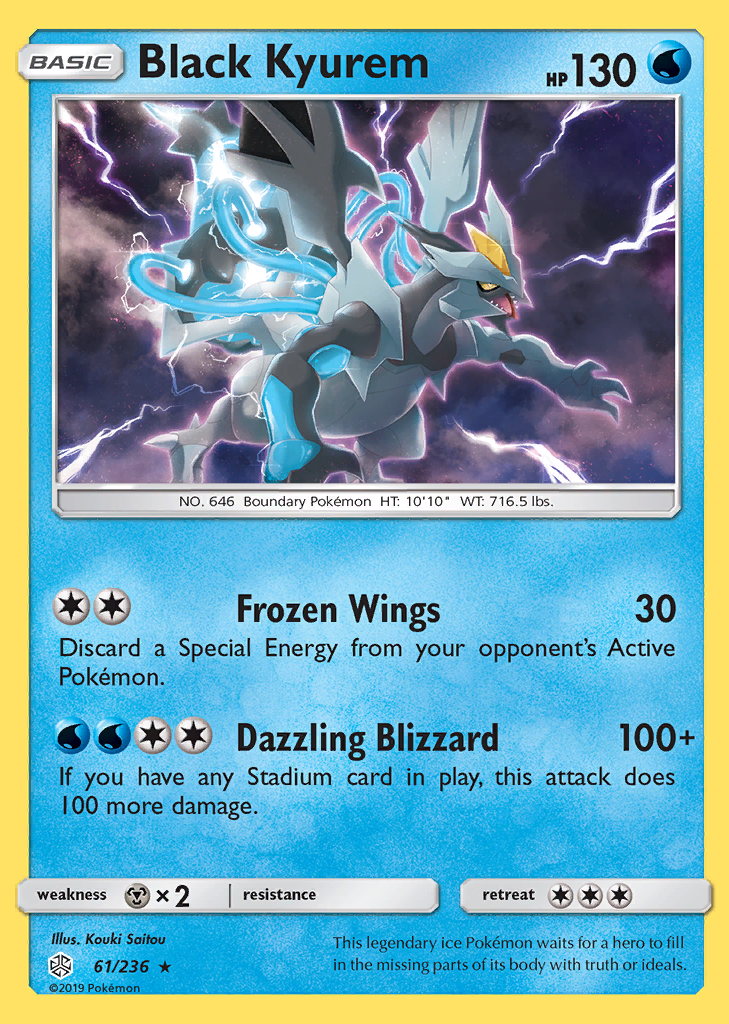 BASIC Black Kyurem HP 130
NO. 646 Boundary Pokémon HT: 10'10" WT: 716.5 lbs.
Frozen Wings 30
Discard a Special Energy from your opponent's Active
Pokémon.
Dazzling Blizzard 100+
If you have any Stadium card in play, this attack does
100 more damage.
weakness ×2 resistance retreat
Illus. Kouki Saitou
61/236
©2019 Pokémon
This legendary ice Pokémon waits for a hero to fill
in the missing parts of its body with truth or ideals.